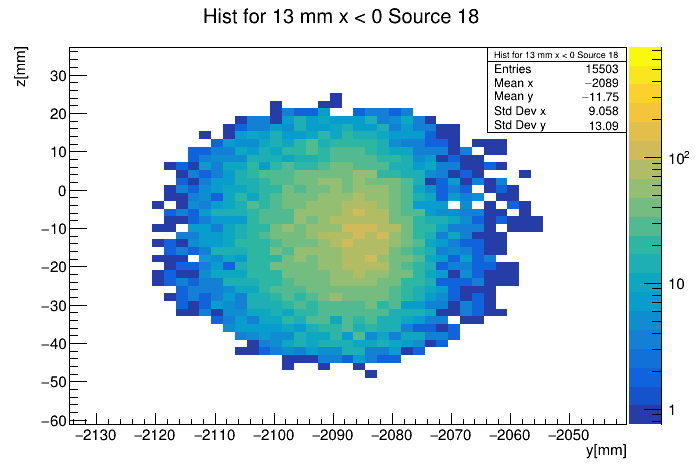 Hist for 13 mm x < 0 Source 18
z[mm]
Hist for 13 mm x < 0 Source 18
Entries 15503
Mean x −2089
Mean y −11.75
Std Dev x 9.058
Std Dev y 13.09
30
20
10
0
−10
−20
−30
−40
−50
−60
10²
10
1
−2130 −2120 −2110 −2100 −2090 −2080 −2070 −2060 −2050
y[mm]